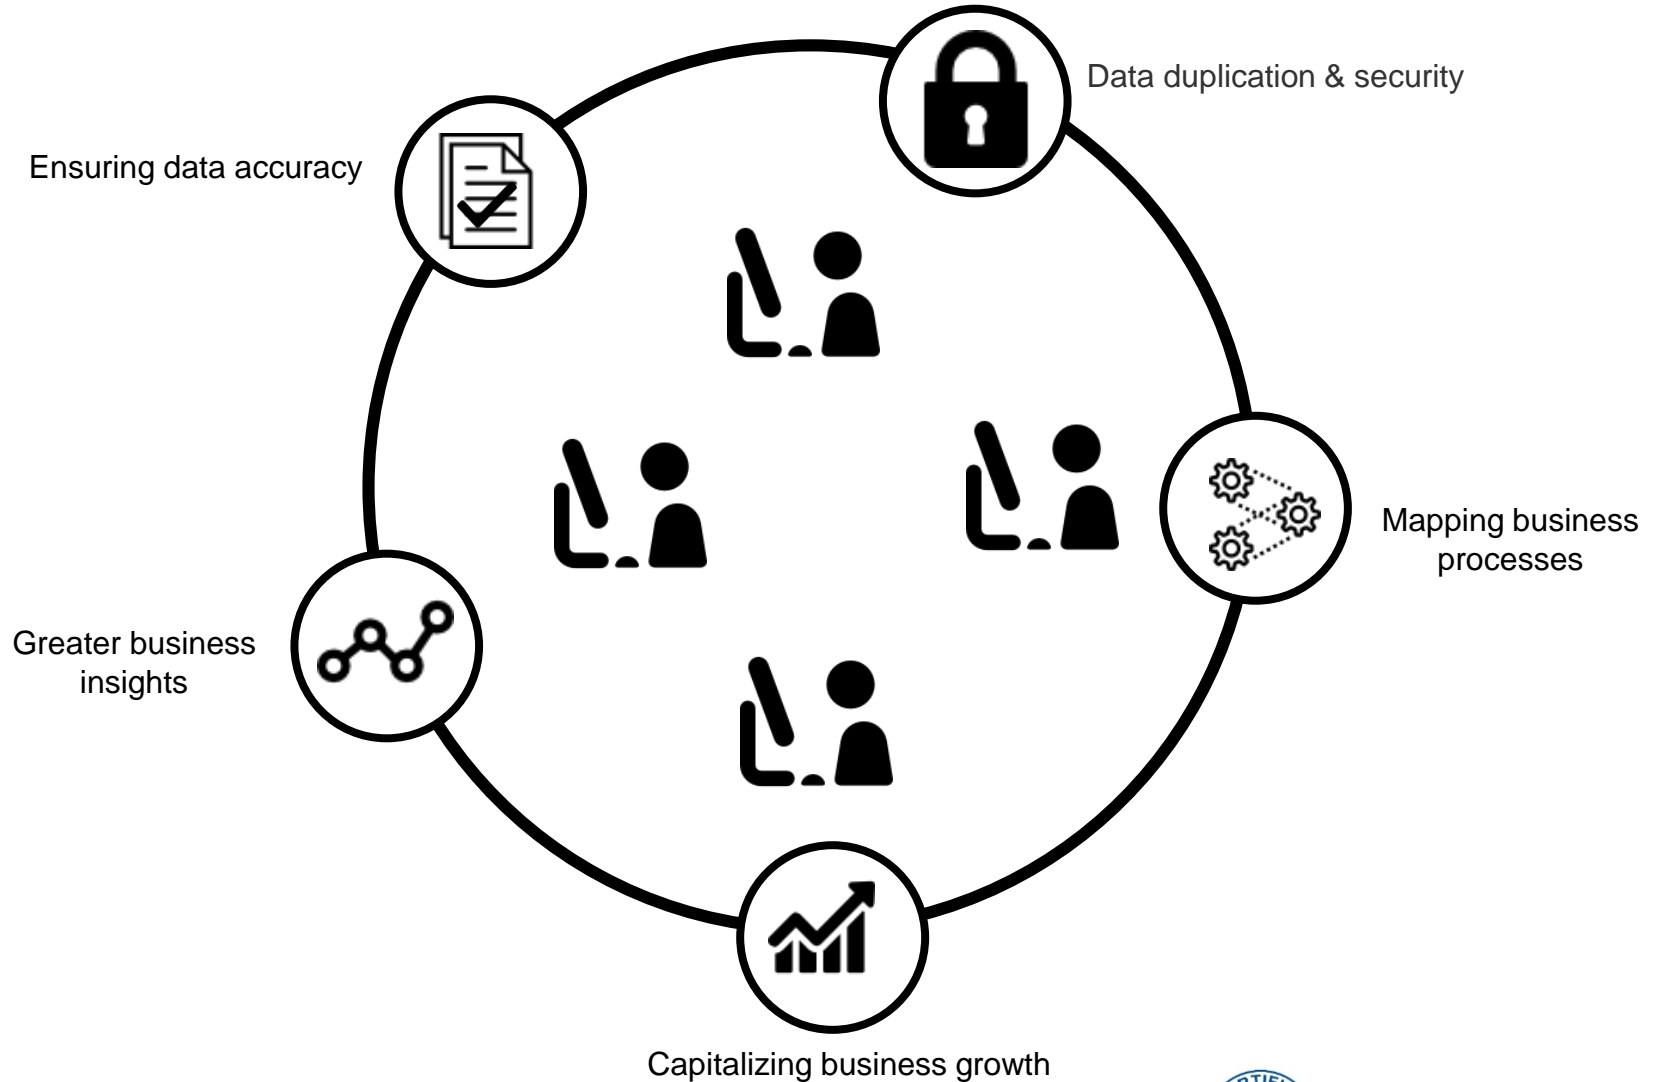 Data duplication & security
Ensuring data accuracy
Mapping business
processes
Greater business
insights
Capitalizing business growth